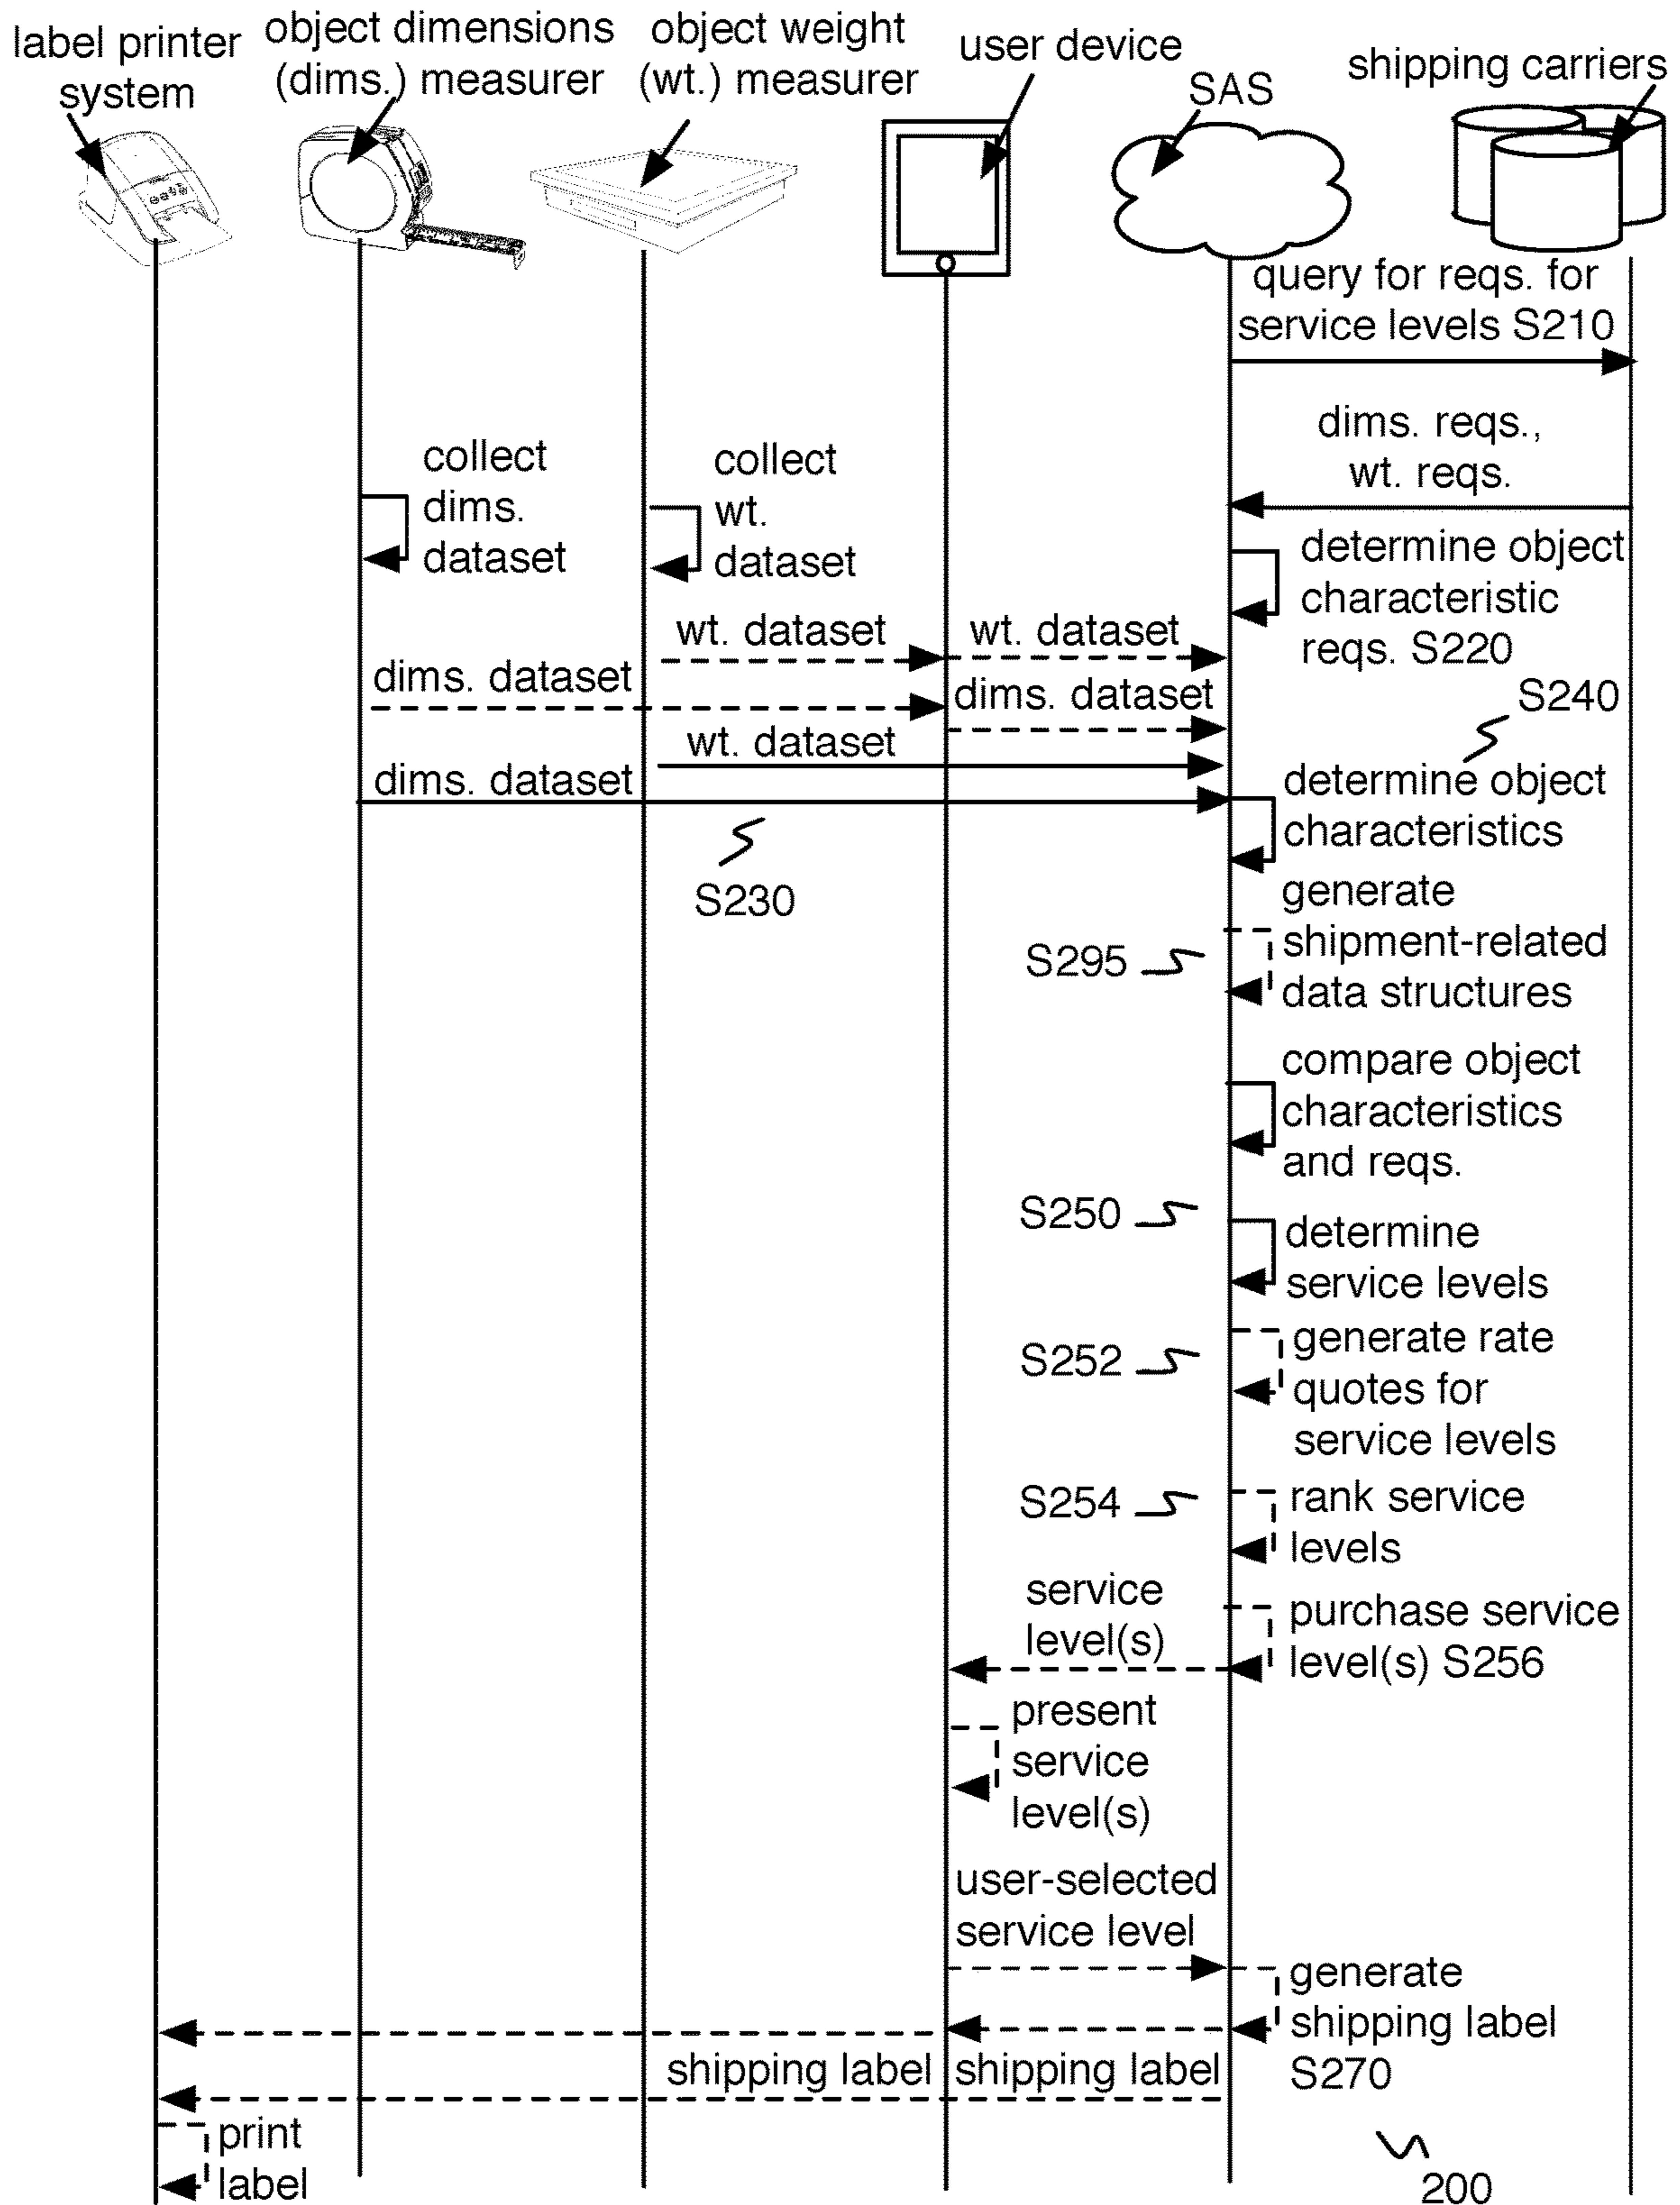 label printer
system
object dimensions
(dims.) measurer
object weight
(wt.) measurer
user device
SAS
shipping carriers
query for reqs. for
service levels S210
dims. reqs.,
wt. reqs.
collect
dims.
dataset
collect
wt.
dataset
determine object
characteristic
reqs. S220
wt. dataset
wt. dataset
dims. dataset
dims. dataset
S240
wt. dataset
dims. dataset
determine object
characteristics
S230
generate
shipment-related
data structures
S295
compare object
characteristics
and reqs.
S250
determine
service levels
S252
generate rate
quotes for
service levels
S254
rank service
levels
service
level(s)
purchase service
level(s) S256
present
service
level(s)
user-selected
service level
generate
shipping label
S270
shipping label
shipping label
print
label
200